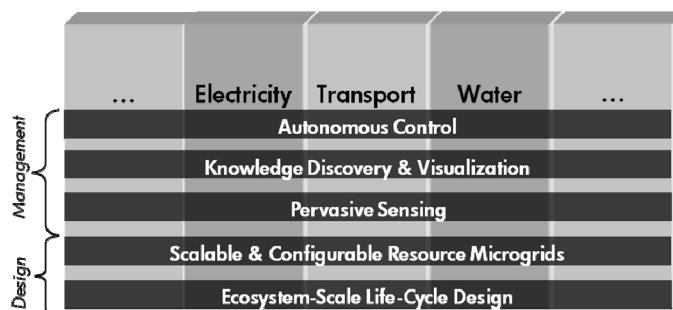 ... Electricity Transport Water ...
Autonomous Control
Knowledge Discovery & Visualization
Pervasive Sensing
Scalable & Configurable Resource Microgrids
Ecosystem-Scale Life-Cycle Design
Management
Design